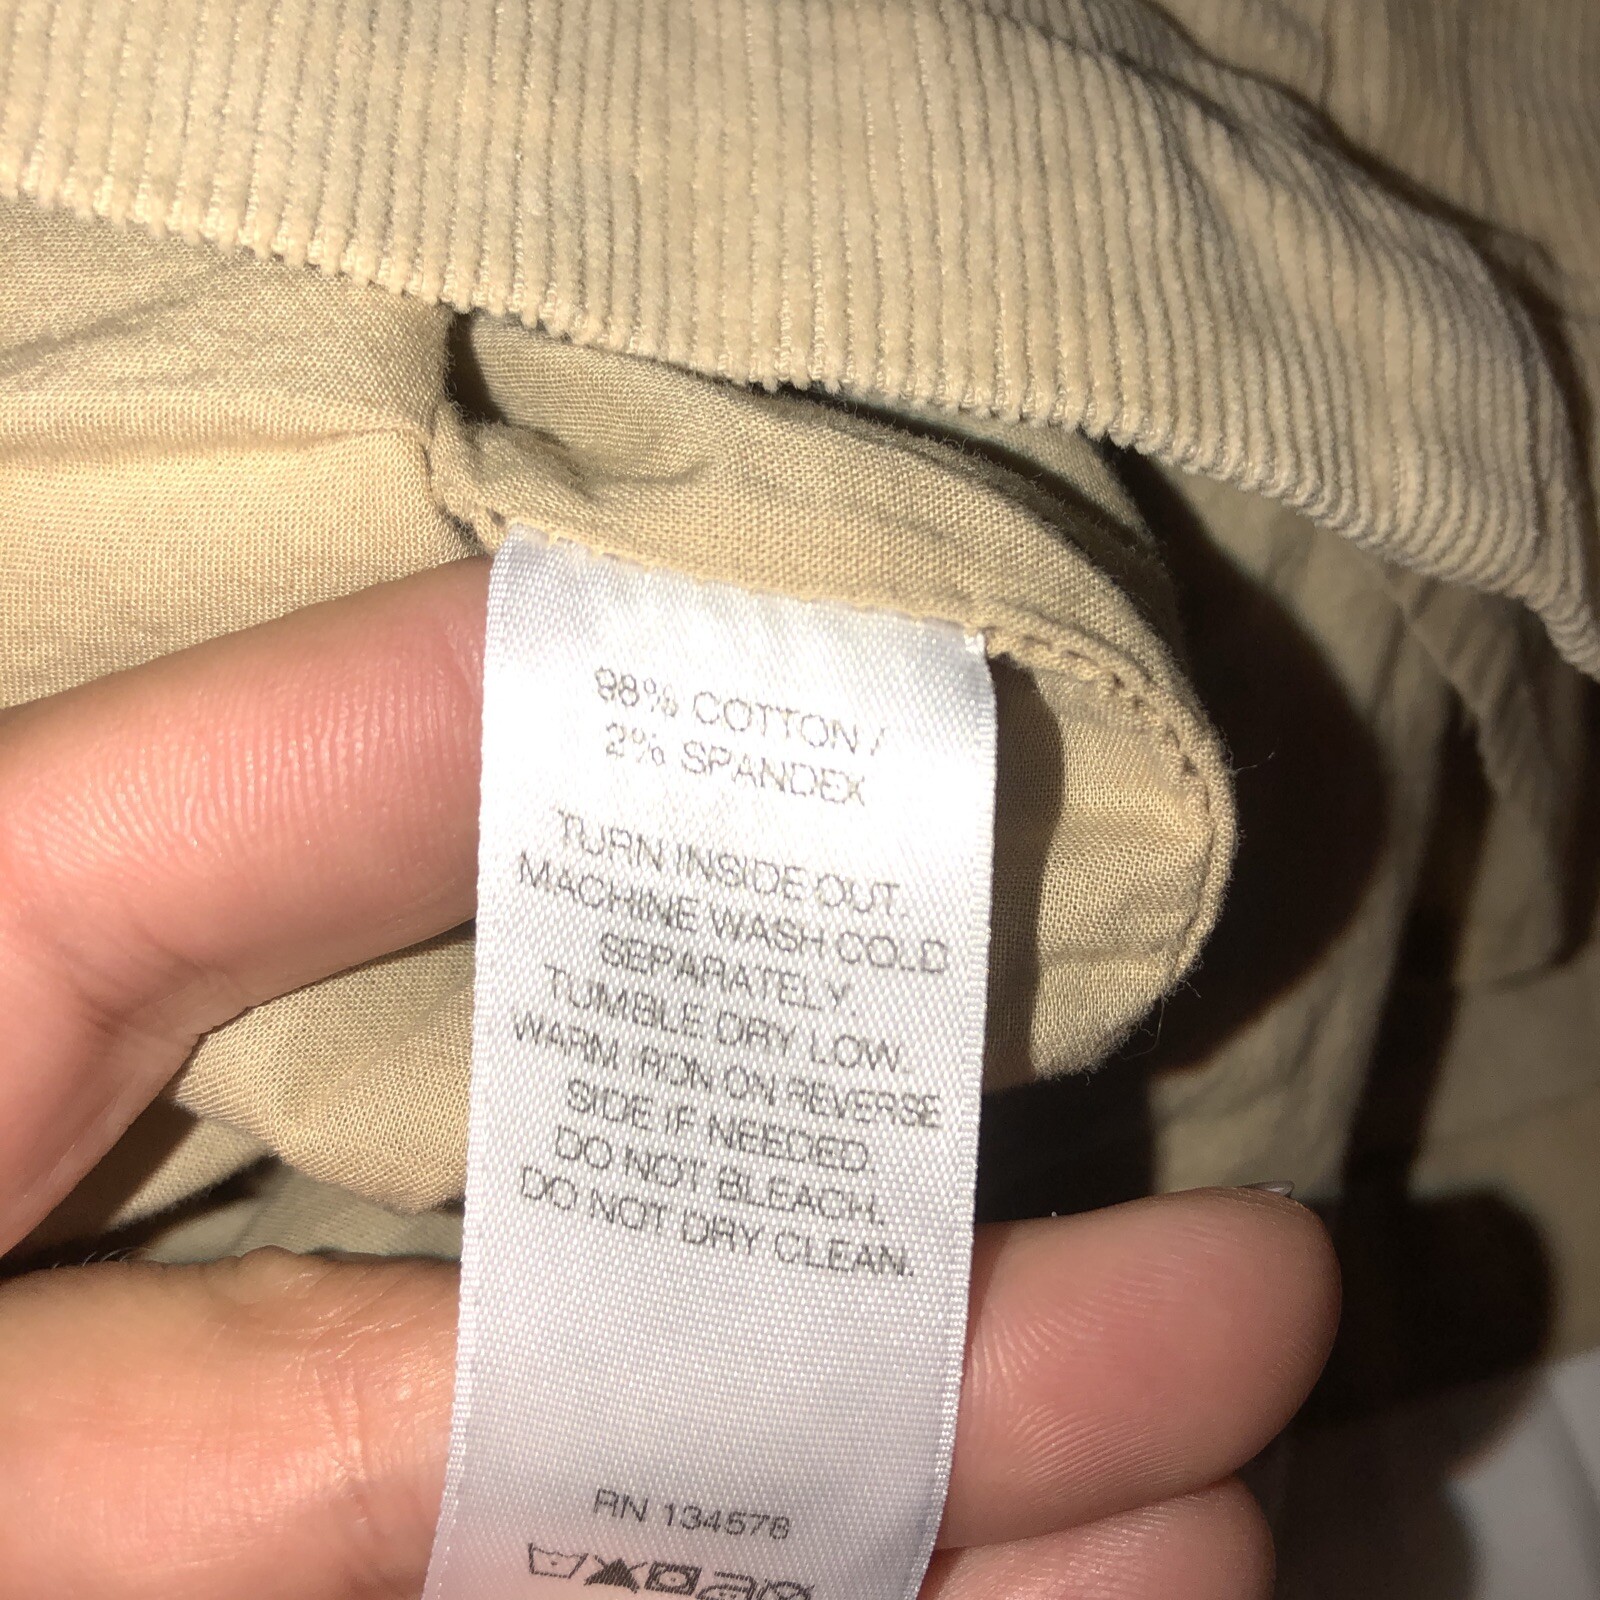 98% COTTON /
2% SPANDEX
TURN INSIDE OUT
MACHINE WASH COLD
SEPARATELY.
TUMBLE DRY LOW.
WARM IRON ON REVERSE
SIDE IF NEEDED.
DO NOT BLEACH.
DO NOT DRY CLEAN.
RN 134578